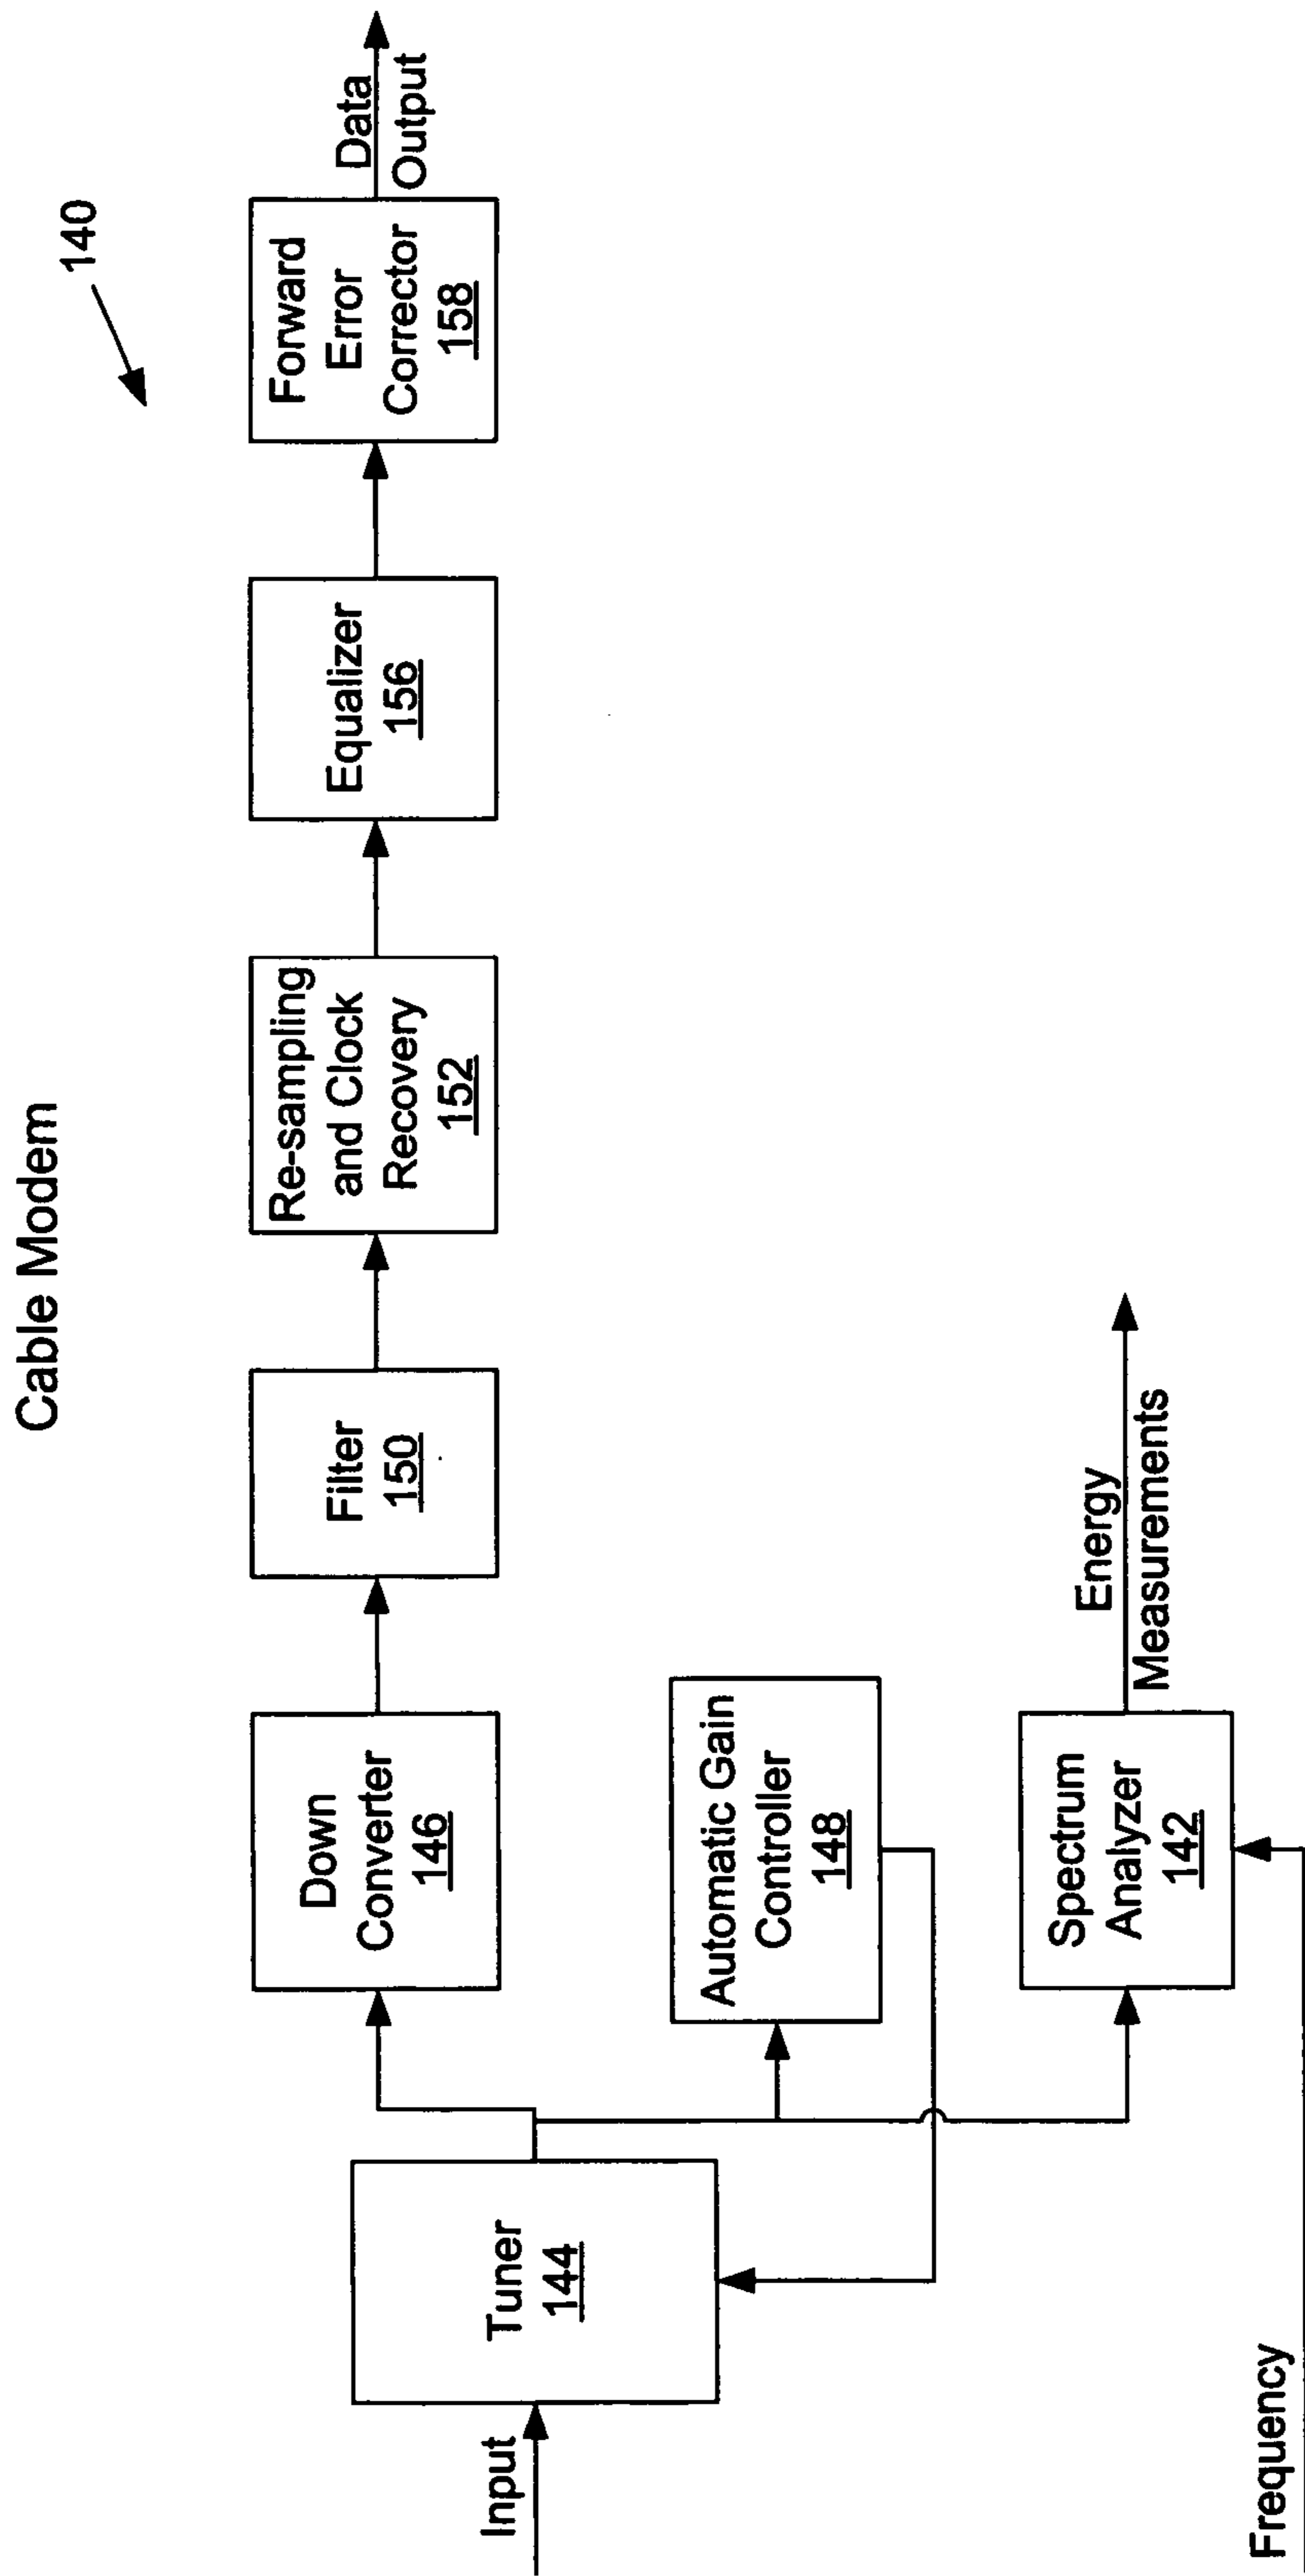 Cable Modem
140
Input
Tuner
144
Down
Converter
146
Filter
150
Re-sampling
and Clock
Recovery
152
Equalizer
156
Forward
Error
Corrector
158
Data
Output
Automatic Gain
Controller
148
Spectrum
Analyzer
142
Energy
Measurements
Frequency